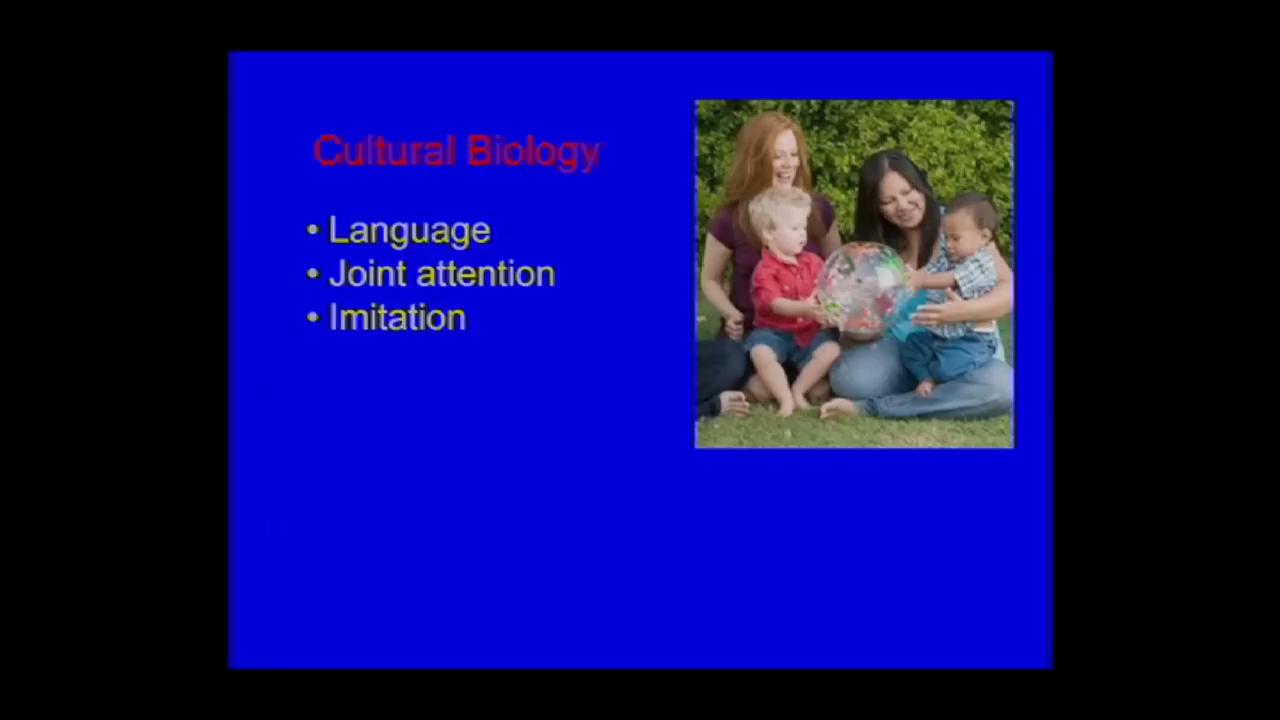 Cultural Biology
• Language
• Joint attention
• Imitation